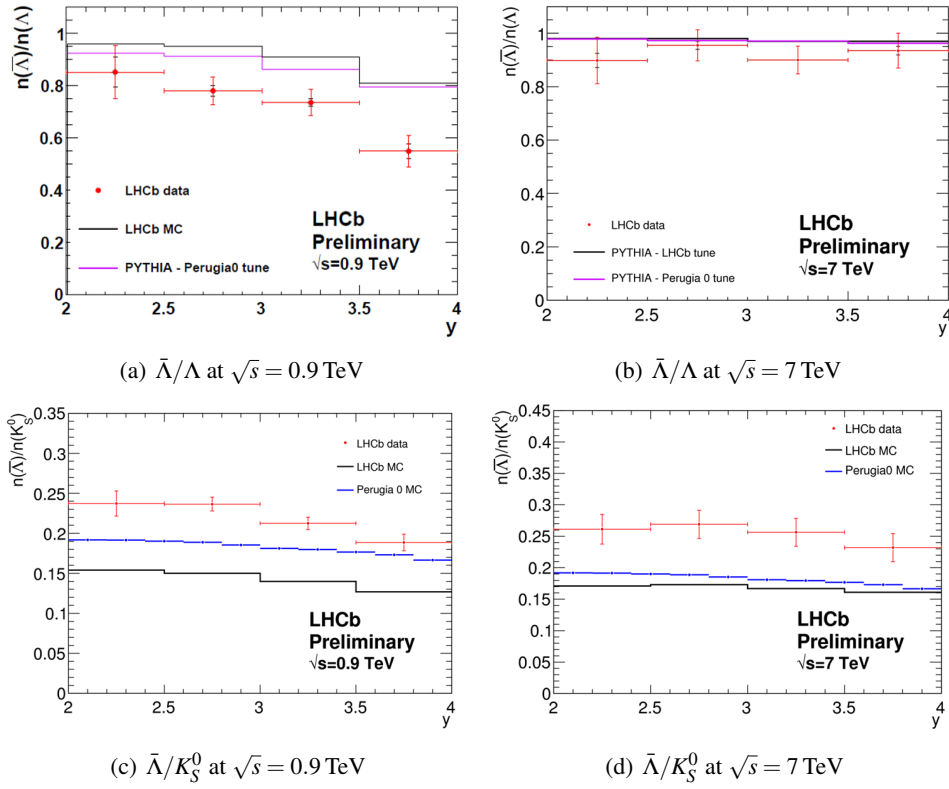 n(Λ̅)/n(Λ)
1
0.8
0.6
0.4
0.2
0
LHCb data
LHCb MC
PYTHIA - Perugia0 tune
LHCb
Preliminary
√s=0.9 TeV
2 2.5 3 3.5 4
y
(a) Λ̄/Λ at √s = 0.9 TeV
n(Λ̅)/n(Λ)
1
0.8
0.6
0.4
0.2
0
LHCb data
PYTHIA - LHCb tune
PYTHIA - Perugia 0 tune
LHCb
Preliminary
√s=7 TeV
2 2.5 3 3.5 4
y
(b) Λ̄/Λ at √s = 7 TeV
n(Λ̅)/n(K⁰S)
0.35
0.3
0.25
0.2
0.15
0.1
0.05
0
LHCb data
LHCb MC
Perugia 0 MC
LHCb
Preliminary
√s=0.9 TeV
2 2.5 3 3.5 4
y
(c) Λ̄/K⁰S at √s = 0.9 TeV
n(Λ̅)/n(K⁰S)
0.45
0.4
0.35
0.3
0.25
0.2
0.15
0.1
0.05
0
LHCb data
LHCb MC
Perugia 0 MC
LHCb
Preliminary
√s=7 TeV
2 2.5 3 3.5 4
y
(d) Λ̄/K⁰S at √s = 7 TeV